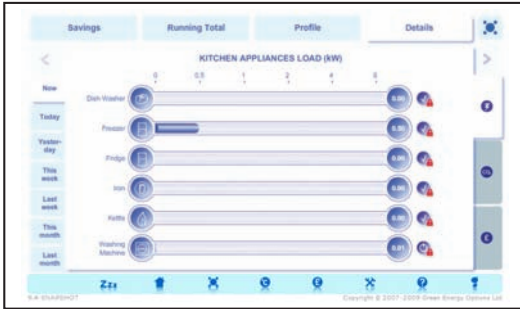 Savings Running Total Profile Details
< KITCHEN APPLIANCES LOAD (kW) >
0 0.5 1 2 4 8
Now
Today
Yester-
day
This
week
Last
week
This
month
Last
month
Dish Washer 0.00
Freezer 0.50
Fridge 0.00
Iron 0.00
Kettle 0.00
Washing
Machine 0.01
CO₂
£
Zzz € £ ?
Copyright © 2007-2009 Green Energy Options Ltd